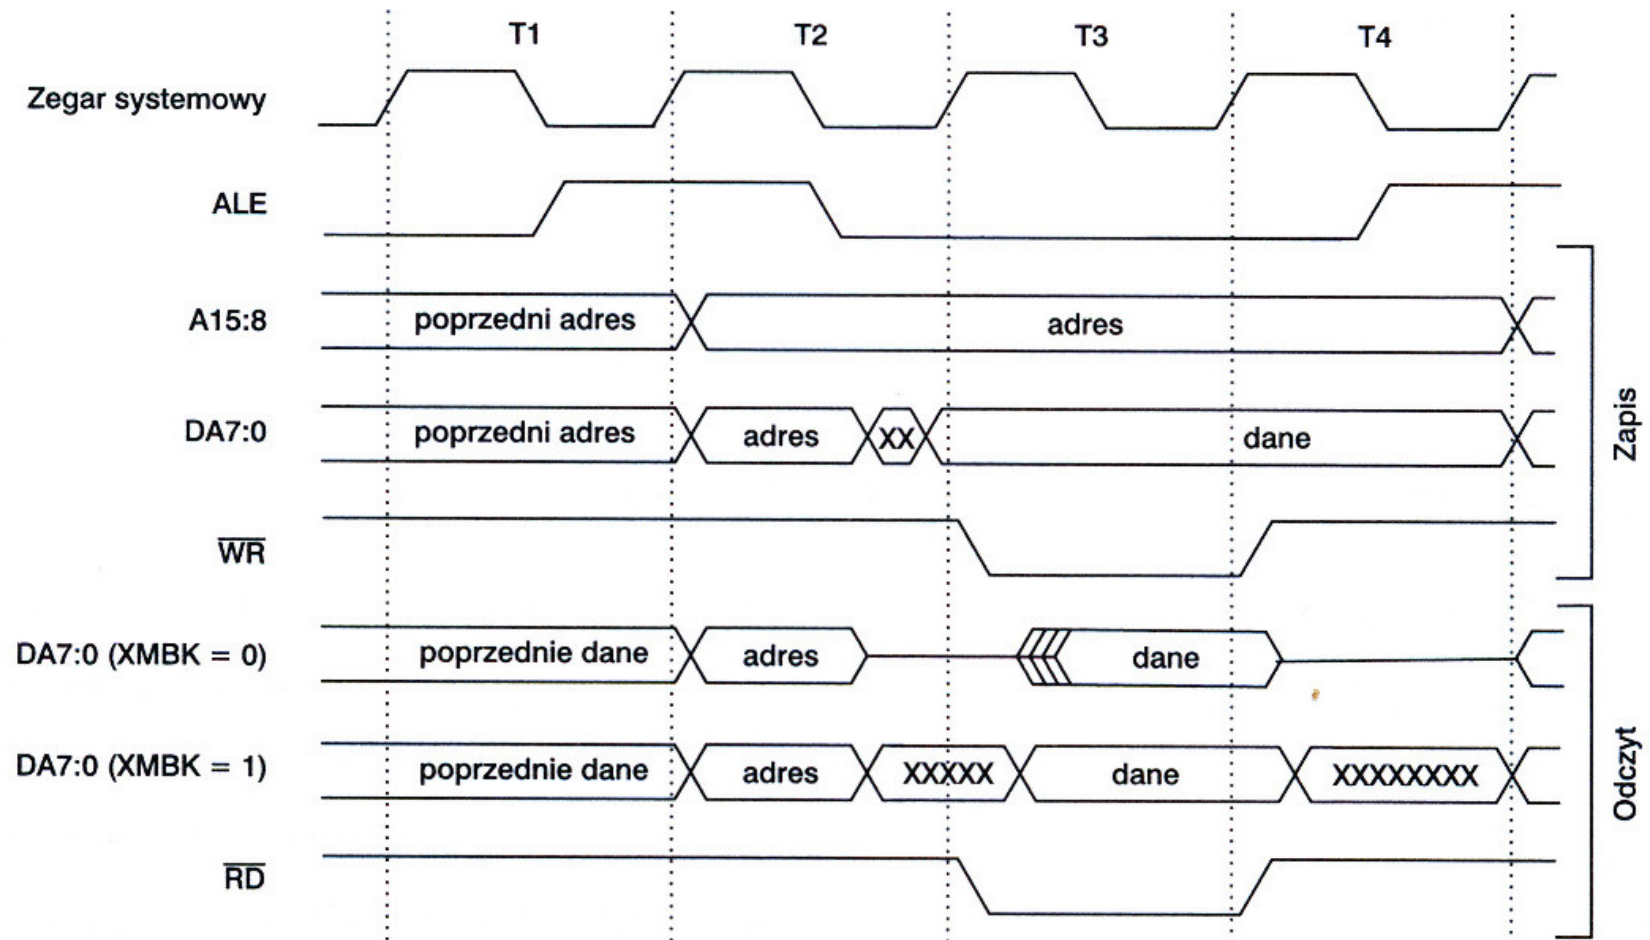 T1 T2 T3 T4
Zegar systemowy
ALE
A15:8 poprzedni adres adres
DA7:0 poprzedni adres adres XX dane
WR
Zapis
DA7:0 (XMBK = 0) poprzednie dane adres dane
DA7:0 (XMBK = 1) poprzednie dane adres XXXXX dane XXXXXXXX
RD
Odczyt